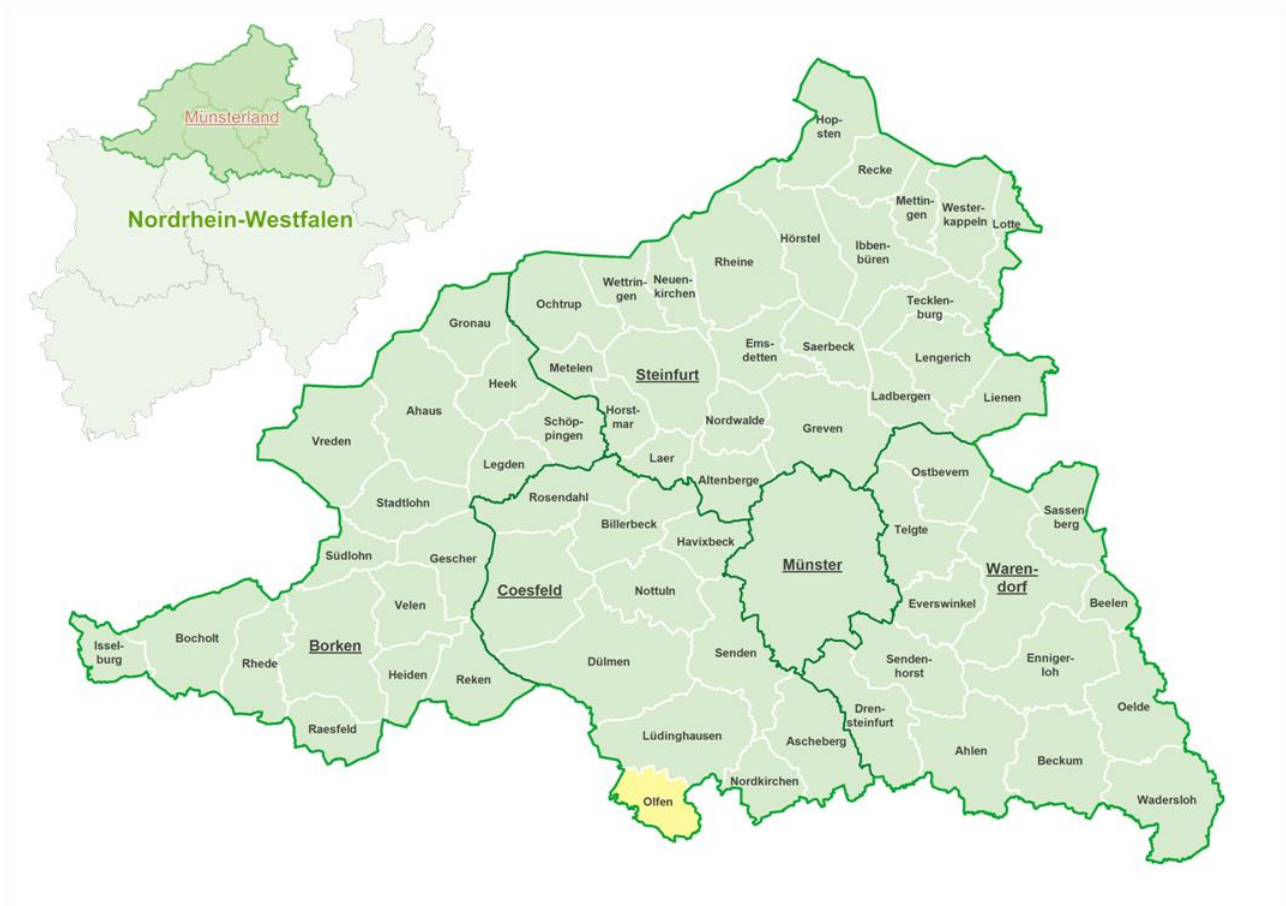 Münsterland
Nordrhein-Westfalen
Hop-
sten
Recke
Mettin-
gen
Wester-
kappeln
Lotte
Hörstel
Ibben-
büren
Rheine
Wettrin-
gen
Neuen-
kirchen
Ochtrup
Tecklen-
burg
Gronau
Ems-
detten
Saerbeck
Lengerich
Metelen
Steinfurt
Heek
Ladbergen
Lienen
Ahaus
Horst-
mar
Nordwalde
Greven
Schöp-
pingen
Vreden
Laer
Legden
Ostbevern
Altenberge
Stadtlohn
Rosendahl
Billerbeck
Sassen
berg
Telgte
Havixbeck
Südlohn
Gescher
Münster
Waren-
dorf
Coesfeld
Nottuln
Velen
Everswinkel
Beelen
Bocholt
Issel-
burg
Borken
Rhede
Senden
Dülmen
Heiden
Reken
Senden-
horst
Enniger-
loh
Oelde
Raesfeld
Dren-
steinfurt
Lüdinghausen
Ascheberg
Ahlen
Beckum
Nordkirchen
Olfen
Wadersloh